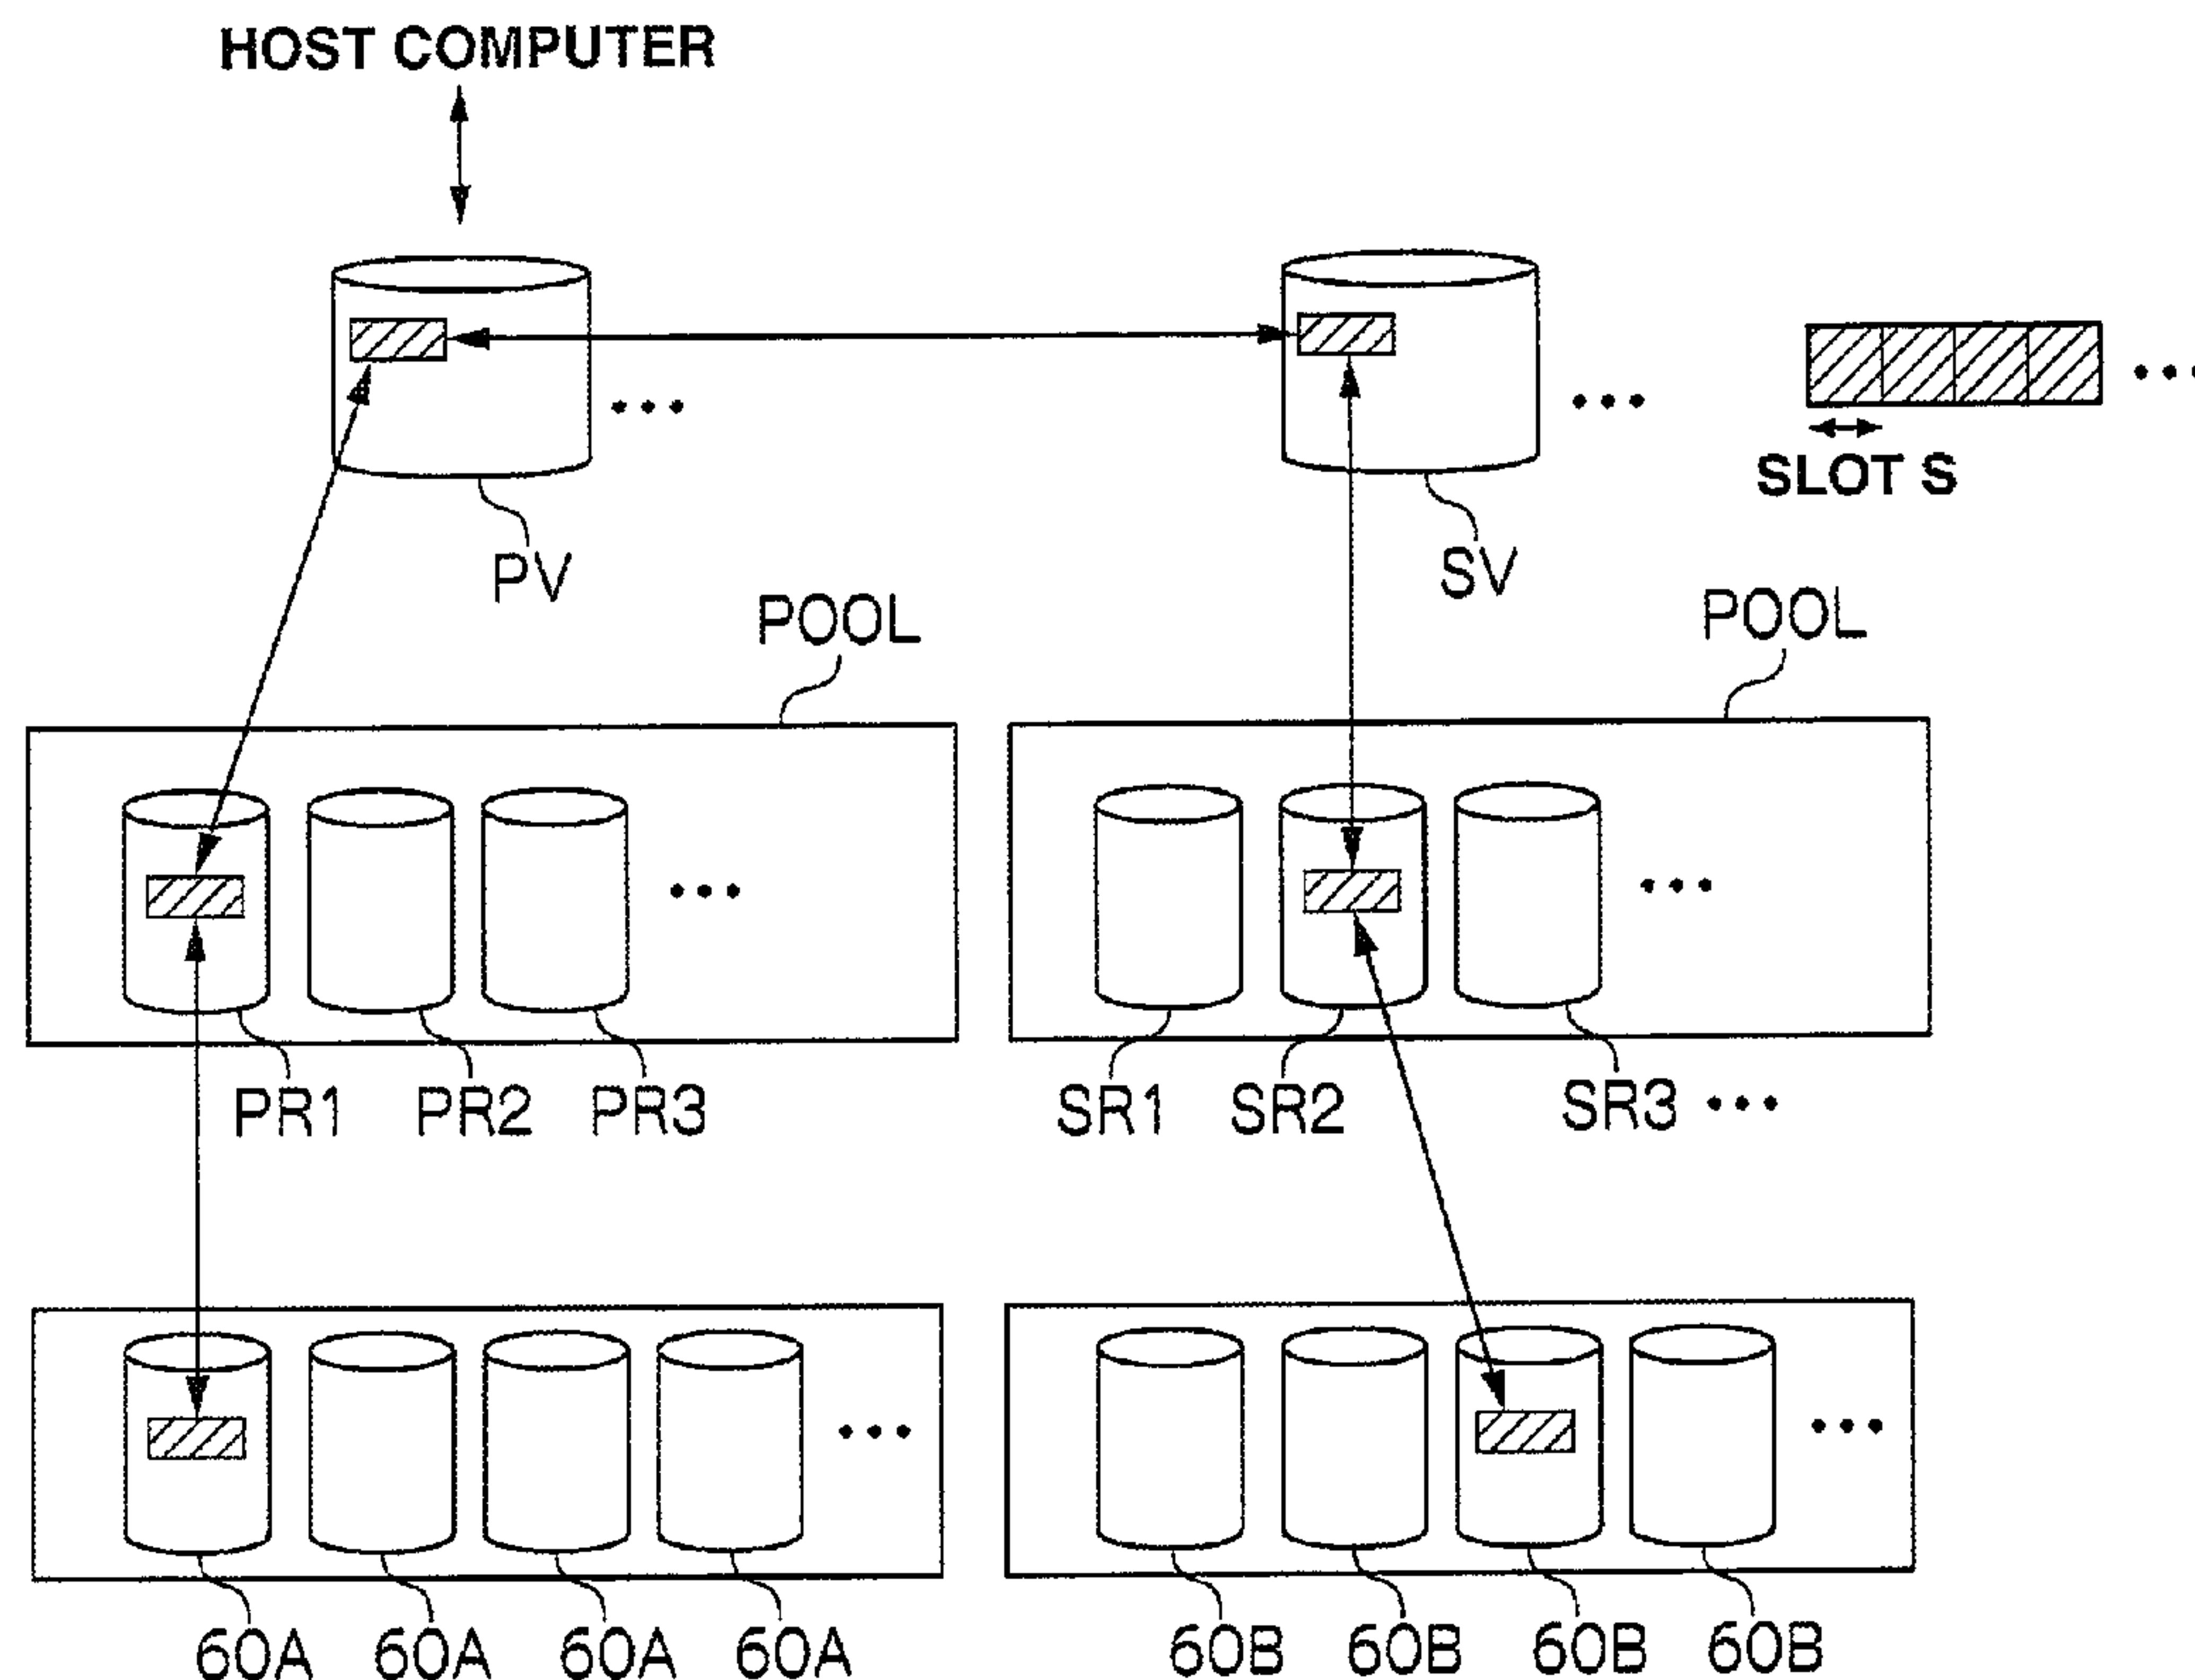 HOST COMPUTER
SLOT S
PV
SV
POOL
POOL
PR1 PR2 PR3
SR1 SR2 SR3 •••
60A 60A 60A 60A
60B 60B 60B 60B